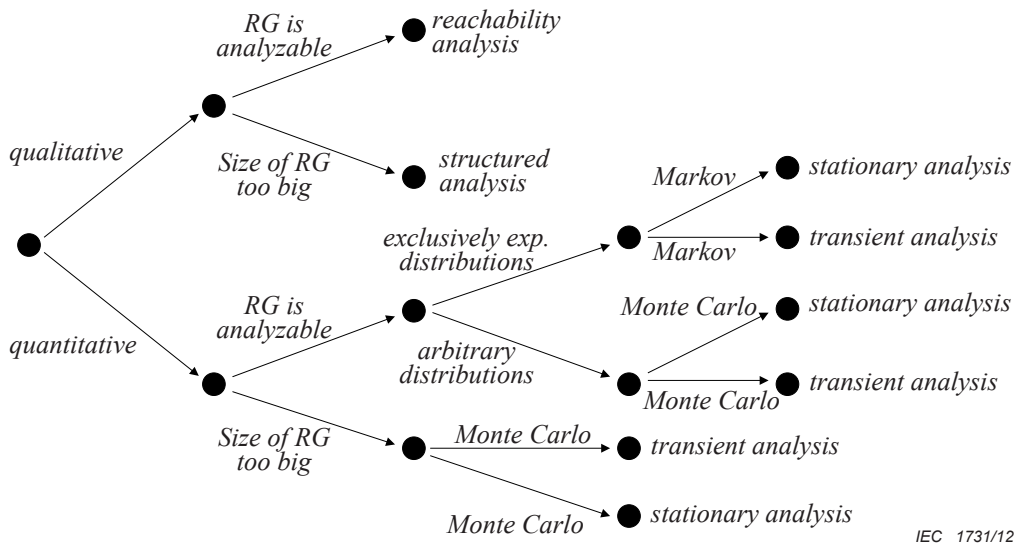 RG is
analyzable
reachability
analysis
qualitative
Size of RG
too big
structured
analysis
Markov
stationary analysis
exclusively exp.
distributions
Markov
transient analysis
RG is
analyzable
Monte Carlo
stationary analysis
quantitative
arbitrary
distributions
Monte Carlo
transient analysis
Size of RG
too big
Monte Carlo
transient analysis
Monte Carlo
stationary analysis
IEC 1731/12